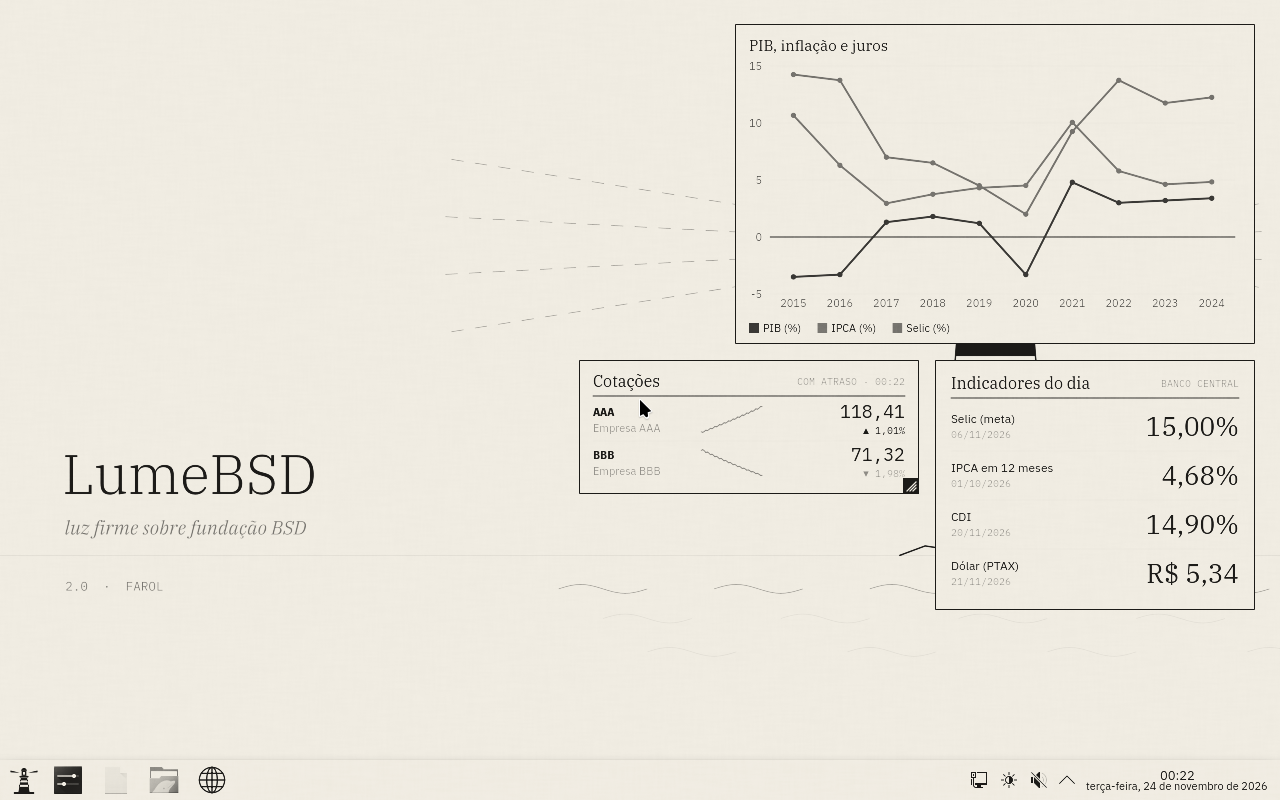 PIB, inflação e juros
15
10
5
0
-5
2015 2016 2017 2018 2019 2020 2021 2022 2023 2024
PIB (%) IPCA (%) Selic (%)
Cotações COM ATRASO · 00:22
AAA 118,41
Empresa AAA ▲ 1,01%
BBB 71,32
Empresa BBB ▼ 1,98%
Indicadores do dia BANCO CENTRAL
Selic (meta) 15,00%
06/11/2026
IPCA em 12 meses 4,68%
01/10/2026
CDI 14,90%
20/11/2026
Dólar (PTAX) R$ 5,34
21/11/2026
LumeBSD
luz firme sobre fundação BSD
2.0 · FAROL
00:22
terça-feira, 24 de novembro de 2026